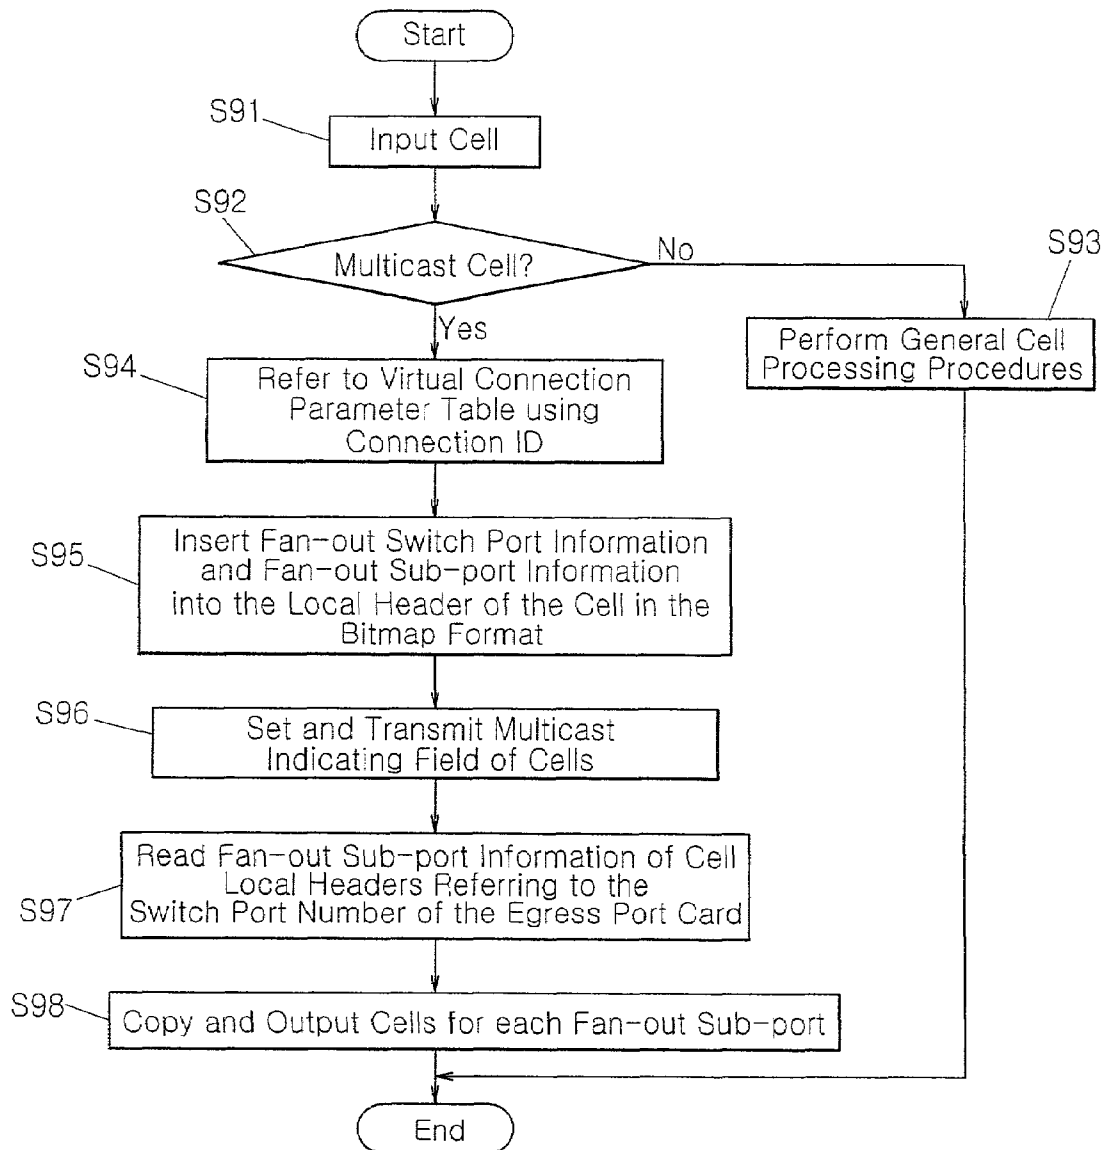 Start
S91
Input Cell
S92
Multicast Cell?
No
S93
Yes
Perform General Cell
Processing Procedures
S94
Refer to Virtual Connection
Parameter Table using
Connection ID
S95
Insert Fan-out Switch Port Information
and Fan-out Sub-port Information
into the Local Header of the Cell in the
Bitmap Format
S96
Set and Transmit Multicast
Indicating Field of Cells
S97
Read Fan-out Sub-port Information of Cell
Local Headers Referring to the
Switch Port Number of the Egress Port Card
S98
Copy and Output Cells for each Fan-out Sub-port
End